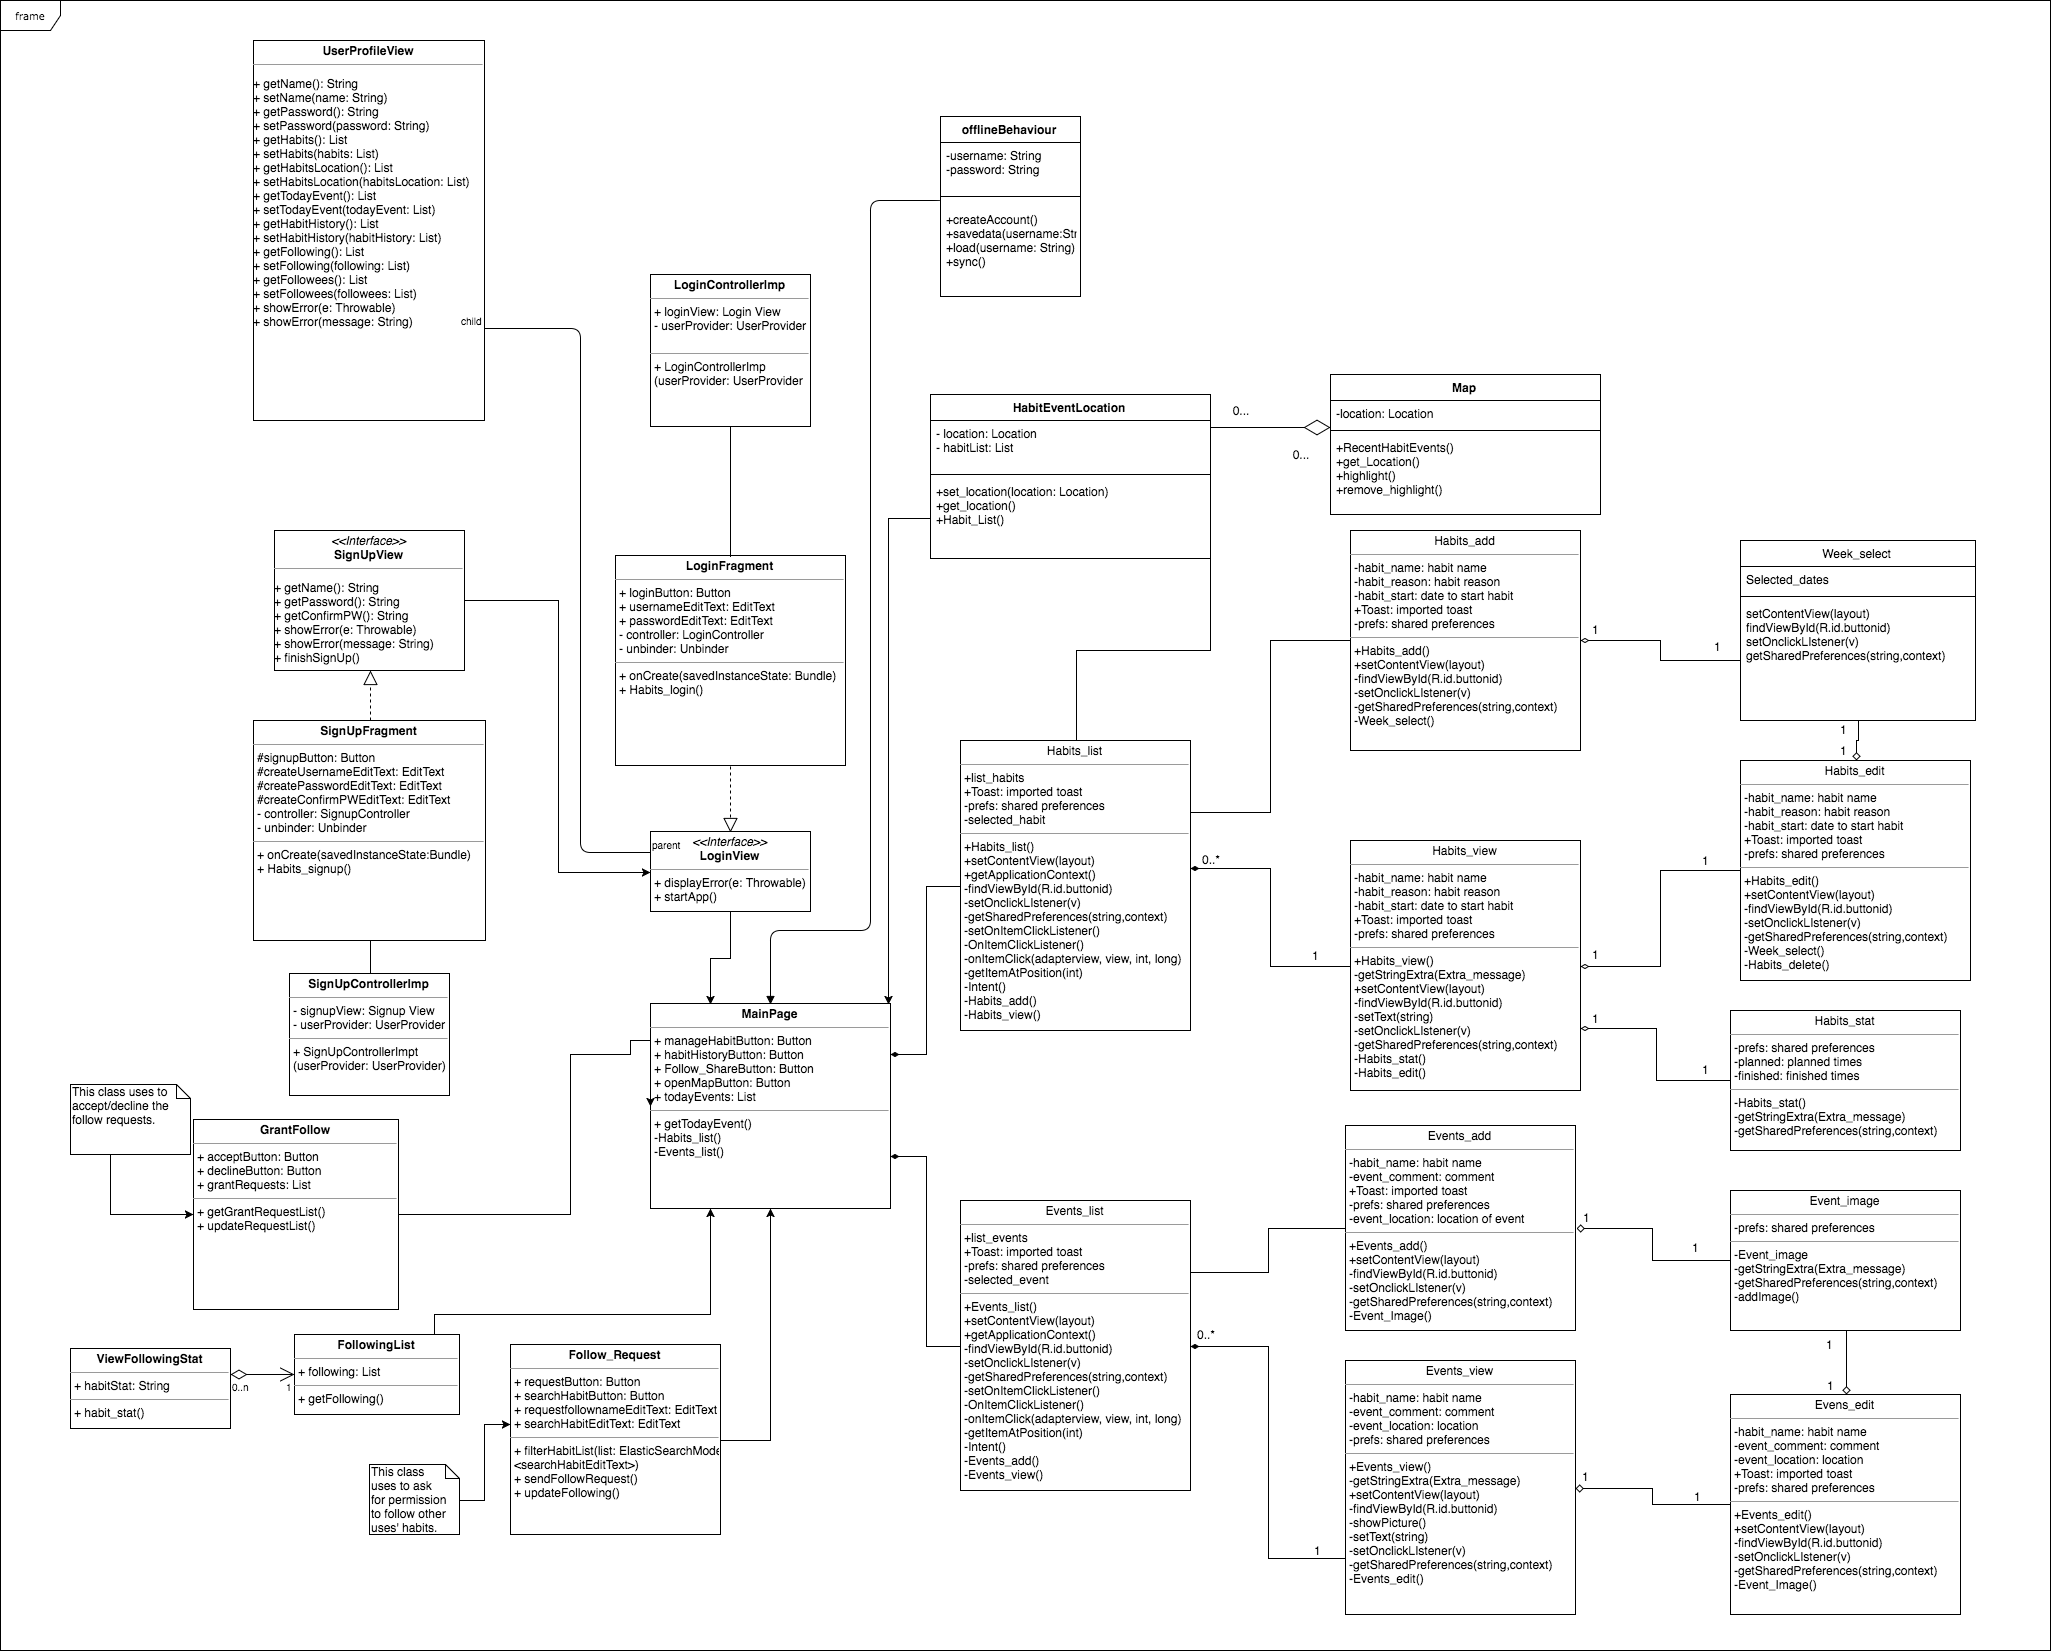 frame
UserProfileView
+ getName(): String
+ setName(name: String)
+ getPassword(): String
+ setPassword(password: String)
+ getHabits(): List
+ setHabits(habits: List)
+ getHabitsLocation(): List
+ setHabitsLocation(habitsLocation: List)
+ getTodayEvent(): List
+ setTodayEvent(todayEvent: List)
+ getHabitHistory(): List
+ setHabitHistory(habitHistory: List)
+ getFollowing(): List
+ setFollowing(following: List)
+ getFollowees(): List
+ setFollowees(followees: List)
+ showError(e: Throwable)
+ showError(message: String)
child
offlineBehaviour
-username: String
-password: String
+createAccount()
+savedata(username:Str
+load(username: String)
+sync()
LoginControllerImp
+ loginView: Login View
- userProvider: UserProvider
+ LoginControllerImp
(userProvider: UserProvider
HabitEventLocation
- location: Location
- habitList: List
+set_location(location: Location)
+get_location()
+Habit_List()
0...
0...
Map
-location: Location
+RecentHabitEvents()
+get_Location()
+highlight()
+remove_highlight()
<<Interface>>
SignUpView
+ getName(): String
+ getPassword(): String
+ getConfirmPW(): String
+ showError(e: Throwable)
+ showError(message: String)
+ finishSignUp()
LoginFragment
+ loginButton: Button
+ usernameEditText: EditText
+ passwordEditText: EditText
- controller: LoginController
- unbinder: Unbinder
+ onCreate(savedInstanceState: Bundle)
+ Habits_login()
Habits_add
-habit_name: habit name
-habit_reason: habit reason
-habit_start: date to start habit
+Toast: imported toast
-prefs: shared preferences
+Habits_add()
+setContentView(layout)
-findViewById(R.id.buttonid)
-setOnclickLIstener(v)
-getSharedPreferences(string,context)
-Week_select()
1
1
Week_select
Selected_dates
setContentView(layout)
findViewById(R.id.buttonid)
setOnclickLIstener(v)
getSharedPreferences(string,context)
1
1
SignUpFragment
#signupButton: Button
#createUsernameEditText: EditText
#createPasswordEditText: EditText
#createConfirmPWEditText: EditText
- controller: SignupController
- unbinder: Unbinder
+ onCreate(savedInstanceState:Bundle)
+ Habits_signup()
parent
<<Interface>>
LoginView
+ displayError(e: Throwable)
+ startApp()
Habits_list
+list_habits
+Toast: imported toast
-prefs: shared preferences
-selected_habit
+Habits_list()
+setContentView(layout)
+getApplicationContext()
-findViewById(R.id.buttonid)
-setOnclickLIstener(v)
-getSharedPreferences(string,context)
-setOnItemClickListener()
-OnItemClickListener()
-onItemClick(adapterview, view, int, long)
-getItemAtPosition(int)
-Intent()
-Habits_add()
-Habits_view()
0..*
1
Habits_view
-habit_name: habit name
-habit_reason: habit reason
-habit_start: date to start habit
+Toast: imported toast
-prefs: shared preferences
+Habits_view()
-getStringExtra(Extra_message)
+setContentView(layout)
-findViewById(R.id.buttonid)
-setText(string)
-setOnclickLIstener(v)
-getSharedPreferences(string,context)
-Habits_stat()
-Habits_edit()
1
1
1
1
Habits_edit
-habit_name: habit name
-habit_reason: habit reason
-habit_start: date to start habit
+Toast: imported toast
-prefs: shared preferences
+Habits_edit()
+setContentView(layout)
-findViewById(R.id.buttonid)
-setOnclickLIstener(v)
-getSharedPreferences(string,context)
-Week_select()
-Habits_delete()
Habits_stat
-prefs: shared preferences
-planned: planned times
-finished: finished times
-Habits_stat()
-getStringExtra(Extra_message)
-getSharedPreferences(string,context)
SignUpControllerImp
- signupView: Signup View
- userProvider: UserProvider
+ SignUpControllerImpt
(userProvider: UserProvider)
MainPage
+ manageHabitButton: Button
+ habitHistoryButton: Button
+ Follow_ShareButton: Button
+ openMapButton: Button
+ todayEvents: List
+ getTodayEvent()
-Habits_list()
-Events_list()
This class uses to
accept/decline the
follow requests.
GrantFollow
+ acceptButton: Button
+ declineButton: Button
+ grantRequests: List
+ getGrantRequestList()
+ updateRequestList()
Events_add
-habit_name: habit name
-event_comment: comment
+Toast: imported toast
-prefs: shared preferences
-event_location: location of event
+Events_add()
+setContentView(layout)
-findViewById(R.id.buttonid)
-setOnclickLIstener(v)
-getSharedPreferences(string,context)
-Event_Image()
1
1
Event_image
-prefs: shared preferences
-Event_image
-getStringExtra(Extra_message)
-getSharedPreferences(string,context)
-addImage()
1
1
Events_list
+list_events
+Toast: imported toast
-prefs: shared preferences
-selected_event
+Events_list()
+setContentView(layout)
+getApplicationContext()
-findViewById(R.id.buttonid)
-setOnclickLIstener(v)
-getSharedPreferences(string,context)
-setOnItemClickListener()
-OnItemClickListener()
-onItemClick(adapterview, view, int, long)
-getItemAtPosition(int)
-Intent()
-Events_add()
-Events_view()
0..*
1
ViewFollowingStat
+ habitStat: String
+ habit_stat()
0..n
1
FollowingList
+ following: List
+ getFollowing()
Follow_Request
+ requestButton: Button
+ searchHabitButton: Button
+ requestfollownameEditText: EditText
+ searchHabitEditText: EditText
+ filterHabitList(list: ElasticSearchMode
<searchHabitEditText>)
+ sendFollowRequest()
+ updateFollowing()
This class
uses to ask
for permission
to follow other
uses' habits.
Events_view
-habit_name: habit name
-event_comment: comment
-event_location: location
-prefs: shared preferences
+Events_view()
-getStringExtra(Extra_message)
+setContentView(layout)
-findViewById(R.id.buttonid)
-showPicture()
-setText(string)
-setOnclickLIstener(v)
-getSharedPreferences(string,context)
-Events_edit()
1
1
Evens_edit
-habit_name: habit name
-event_comment: comment
-event_location: location
+Toast: imported toast
-prefs: shared preferences
+Events_edit()
+setContentView(layout)
-findViewById(R.id.buttonid)
-setOnclickLIstener(v)
-getSharedPreferences(string,context)
-Event_Image()